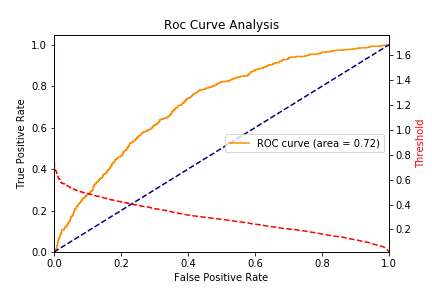 Roc Curve Analysis
1.0
0.8
0.6
0.4
0.2
0.0
True Positive Rate
1.6
1.4
1.2
1.0
0.8
0.6
0.4
0.2
Threshold
ROC curve (area = 0.72)
0.0 0.2 0.4 0.6 0.8 1.0
False Positive Rate